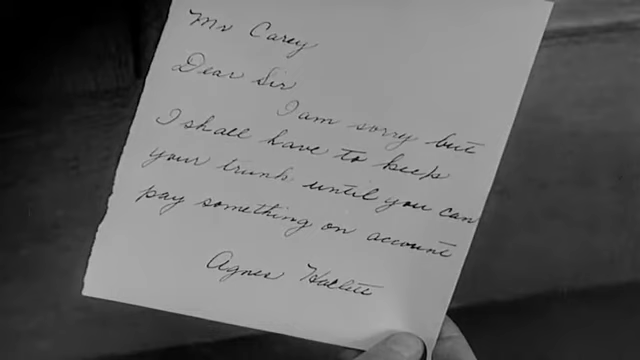 Mr Carey
Dear Sir
I am sorry but
I shall have to keep
your trunk until you can
pay something on account
Agnes